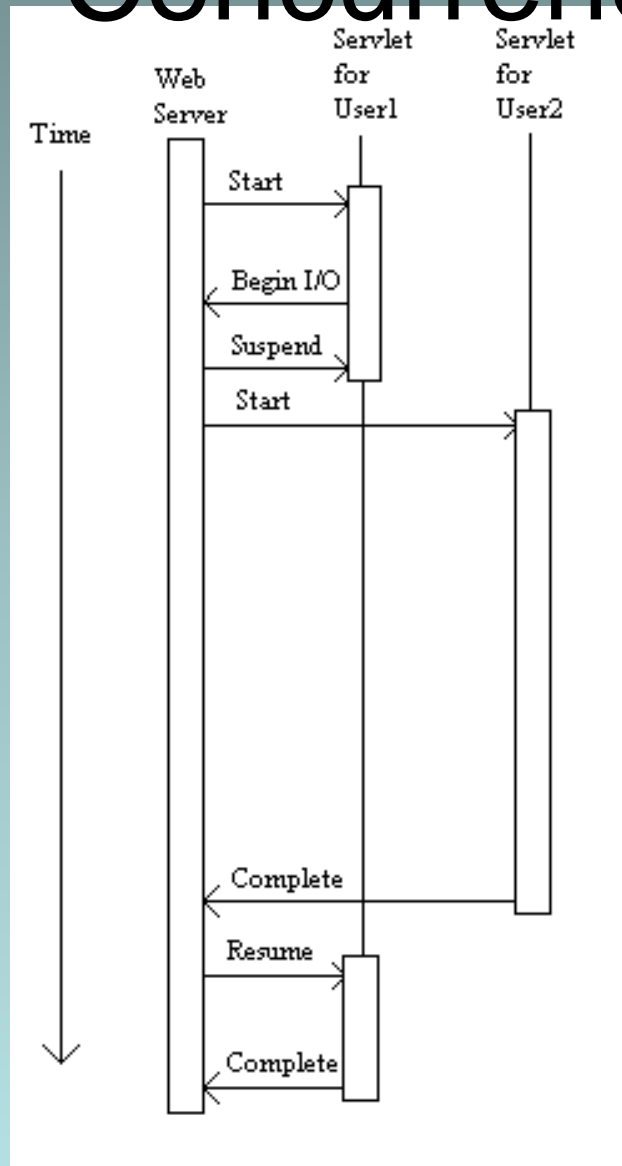 Servlet
for
User1
Servlet
for
User2
Web
Server
Time
Start
Begin I/O
Suspend
Start
Complete
Resume
Complete